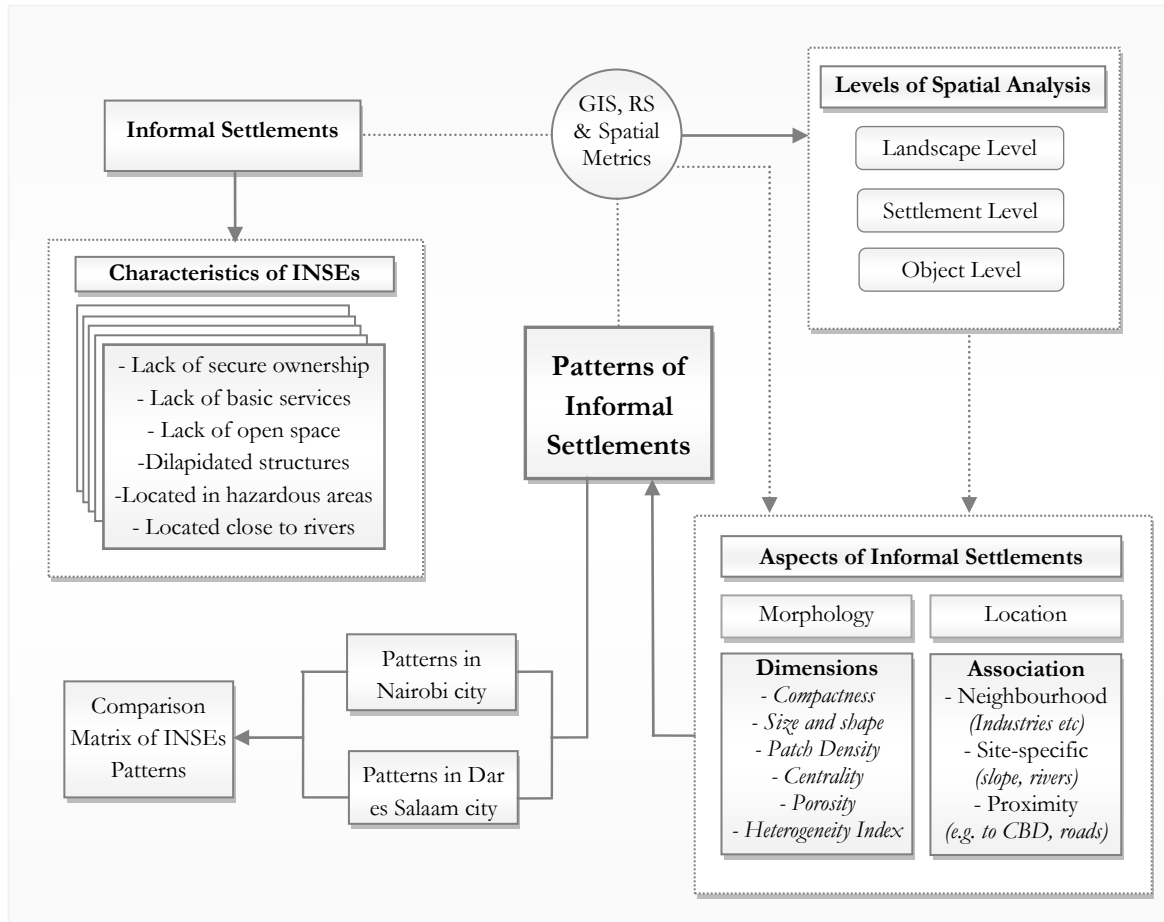 Informal Settlements
GIS, RS
& Spatial
Metrics
Levels of Spatial Analysis
Landscape Level
Settlement Level
Object Level
Characteristics of INSEs
- Lack of secure ownership
- Lack of basic services
- Lack of open space
-Dilapidated structures
-Located in hazardous areas
- Located close to rivers
Patterns of
Informal
Settlements
Aspects of Informal Settlements
Morphology
Dimensions
- Compactness
- Size and shape
- Patch Density
- Centrality
- Porosity
- Heterogeneity Index
Location
Association
- Neighbourhood
(Industries etc)
- Site-specific
(slope, rivers)
- Proximity
(e.g. to CBD, roads)
Patterns in
Nairobi city
Patterns in Dar
es Salaam city
Comparison
Matrix of INSEs
Patterns